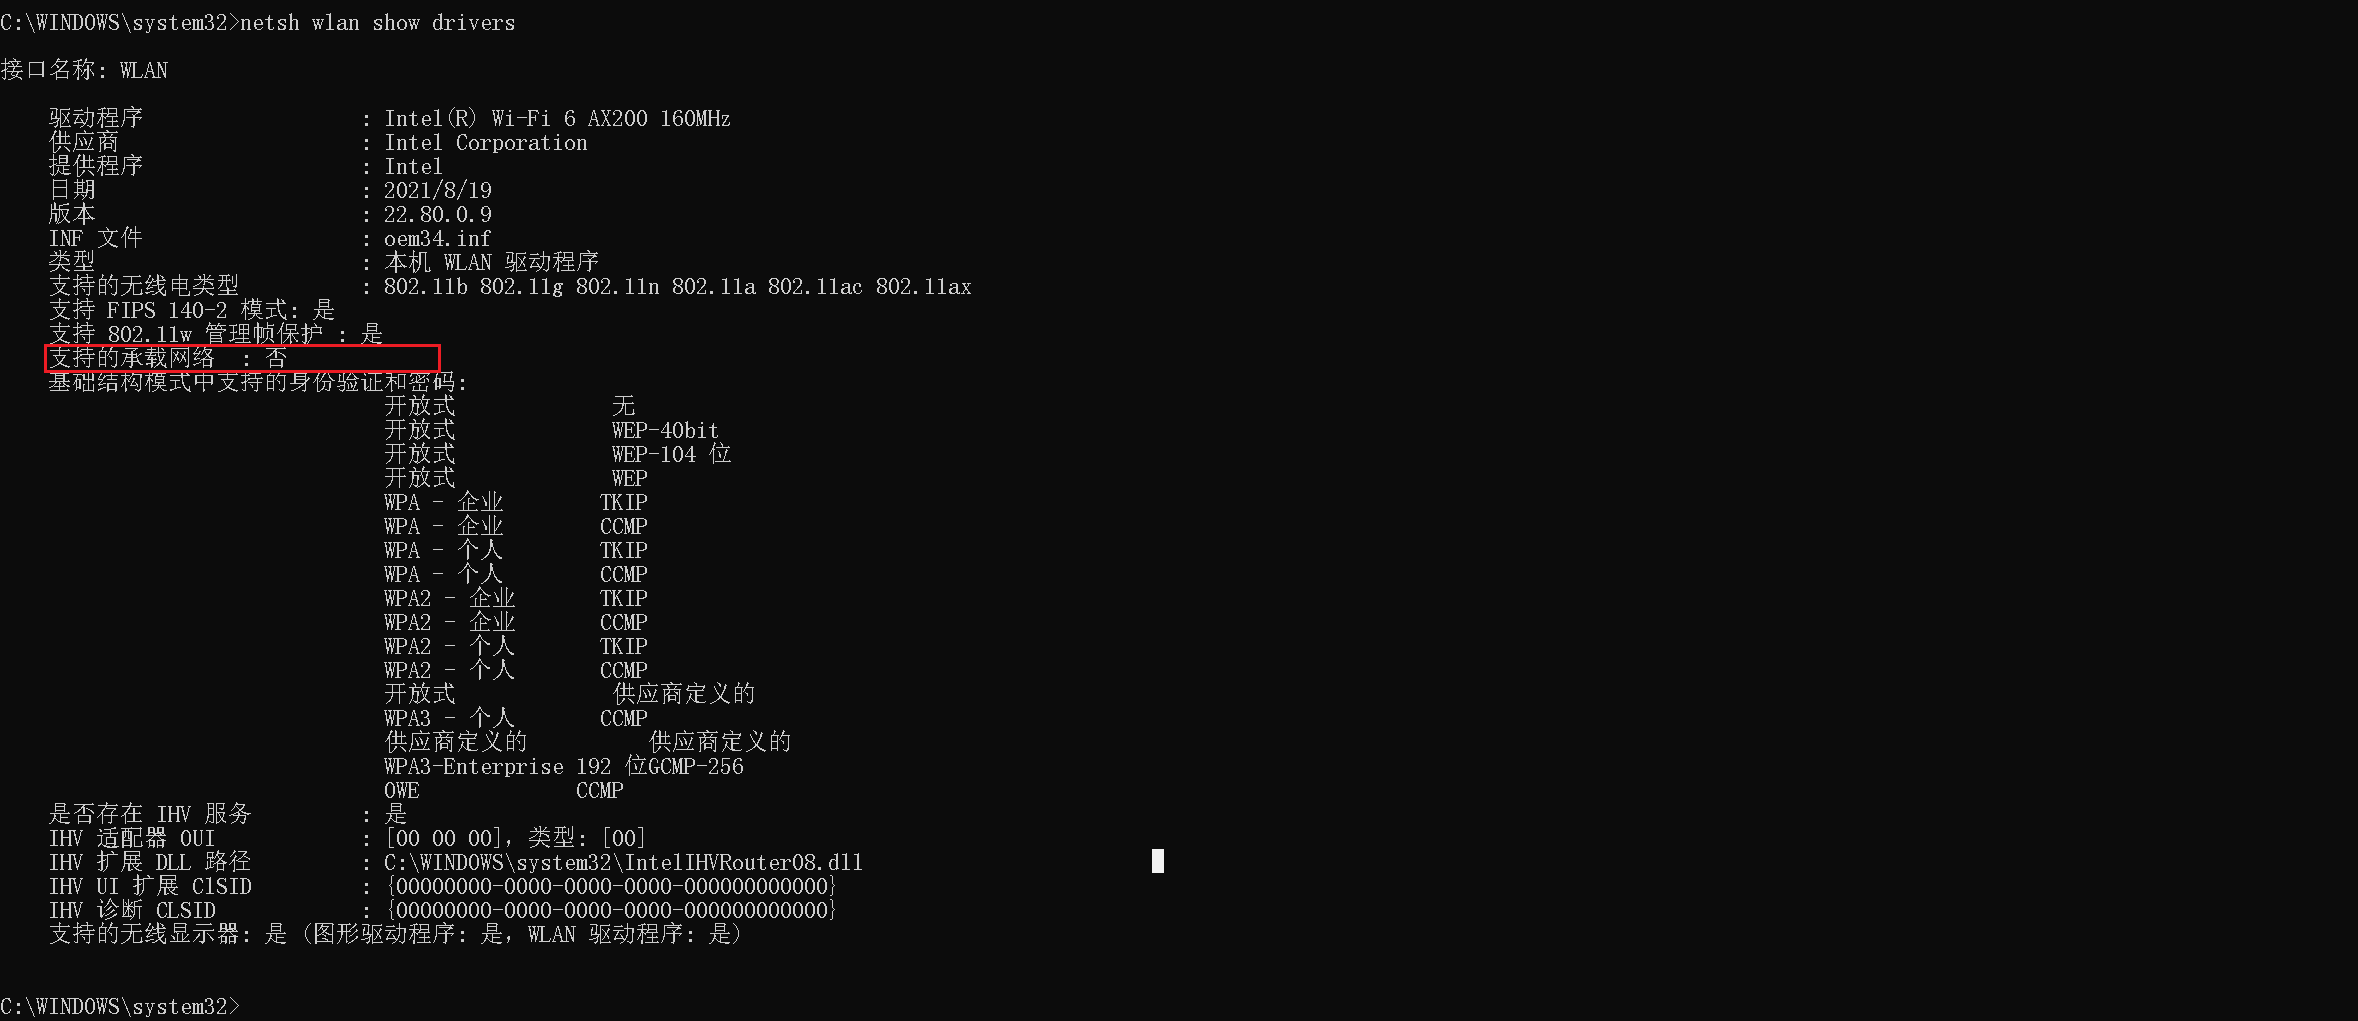 C:\WINDOWS\system32>netsh wlan show drivers
接口名称: WLAN
驱动程序 : Intel(R) Wi-Fi 6 AX200 160MHz
供应商 : Intel Corporation
提供程序 : Intel
日期 : 2021/8/19
版本 : 22.80.0.9
INF 文件 : oem34.inf
类型 : 本机 WLAN 驱动程序
支持的无线电类型 : 802.11b 802.11g 802.11n 802.11a 802.11ac 802.11ax
支持 FIPS 140-2 模式: 是
支持 802.11w 管理帧保护 : 是
支持的承载网络 : 否
基础结构模式中支持的身份验证和密码:
开放式 无
开放式 WEP-40bit
开放式 WEP-104 位
开放式 WEP
WPA - 企业 TKIP
WPA - 企业 CCMP
WPA - 个人 TKIP
WPA - 个人 CCMP
WPA2 - 企业 TKIP
WPA2 - 企业 CCMP
WPA2 - 个人 TKIP
WPA2 - 个人 CCMP
开放式 供应商定义的
WPA3 - 个人 CCMP
供应商定义的 供应商定义的
WPA3-Enterprise 192 位GCMP-256
OWE CCMP
是否存在 IHV 服务 : 是
IHV 适配器 OUI : [00 00 00]，类型: [00]
IHV 扩展 DLL 路径 : C:\WINDOWS\system32\IntelIHVRouter08.dll
IHV UI 扩展 ClSID : {00000000-0000-0000-0000-000000000000}
IHV 诊断 CLSID : {00000000-0000-0000-0000-000000000000}
支持的无线显示器: 是 (图形驱动程序: 是，WLAN 驱动程序: 是)
C:\WINDOWS\system32>